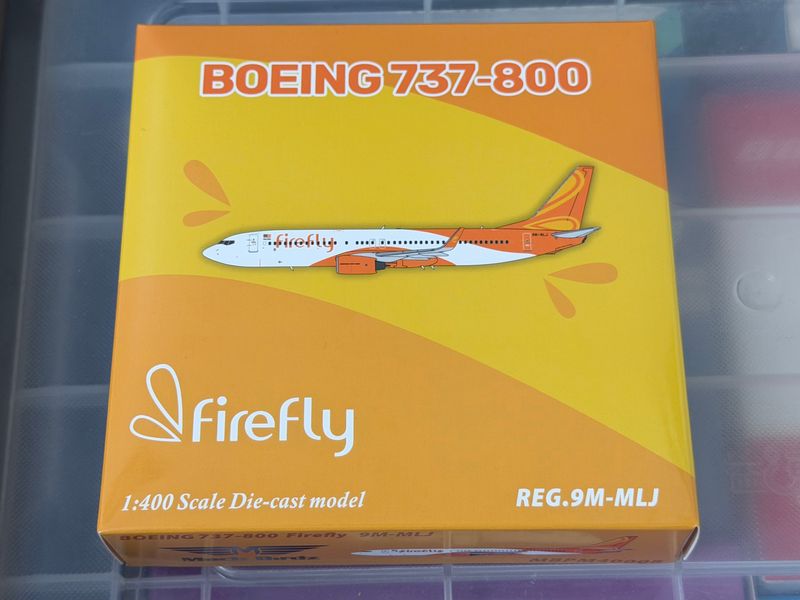 BOEING 737-800
firefly
firefly
1:400 Scale Die-cast model
REG.9M-MLJ
BOEING 737-800 Firefly 9M-MLJ
M
firefly